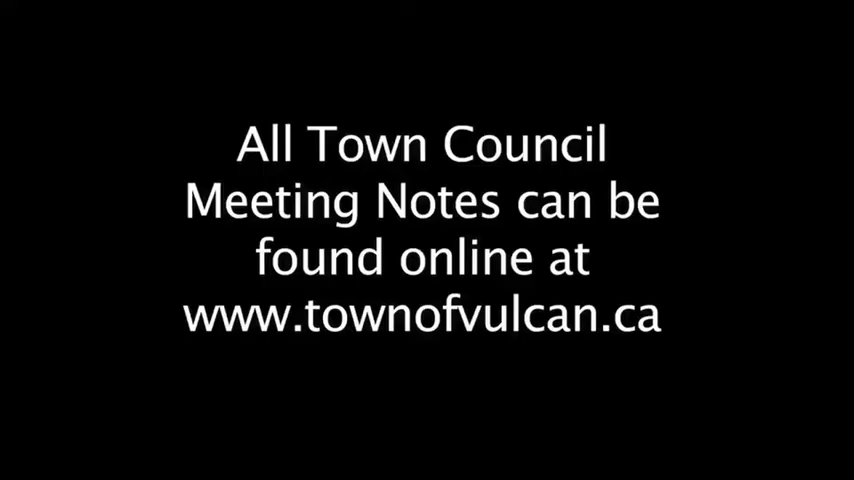 All Town Council
Meeting Notes can be
found online at
www.townofvulcan.ca